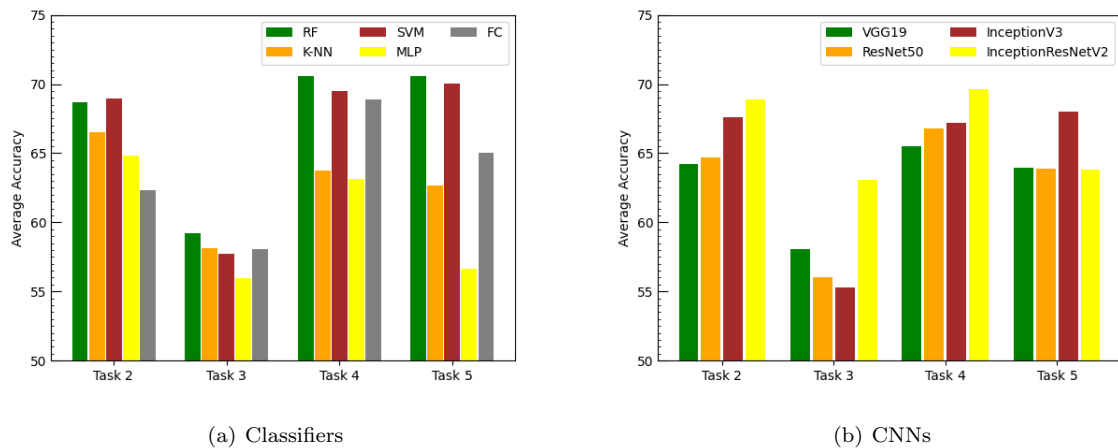 75
70
65
60
55
50
Average Accuracy
RF
K-NN
SVM
MLP
FC
Task 2
Task 3
Task 4
Task 5
(a) Classifiers
75
70
65
60
55
50
Average Accuracy
VGG19
ResNet50
InceptionV3
InceptionResNetV2
Task 2
Task 3
Task 4
Task 5
(b) CNNs